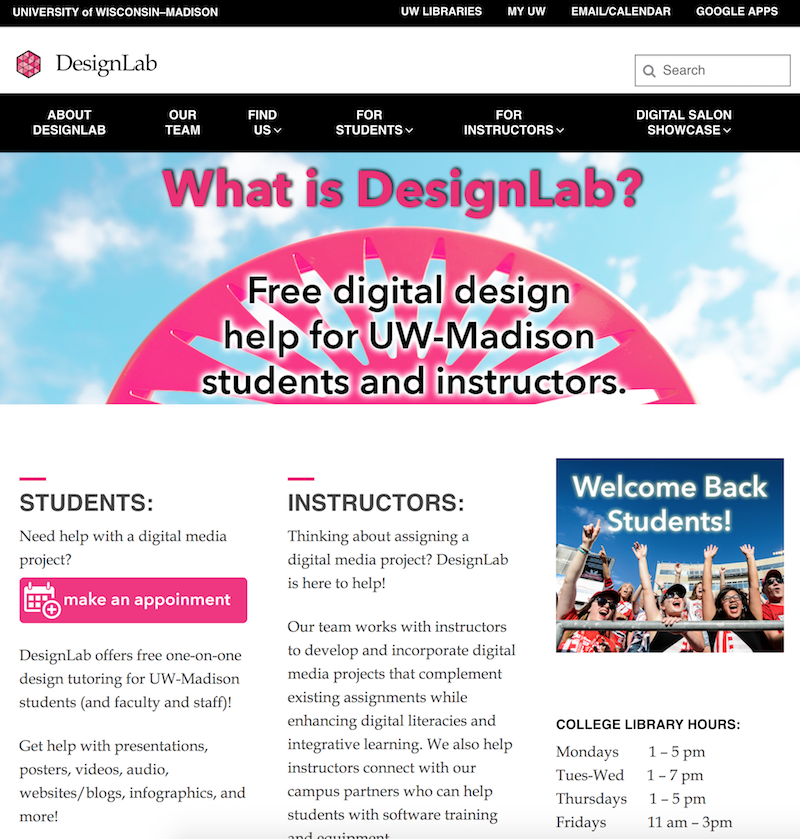 UNIVERSITY of WISCONSIN–MADISON
UW LIBRARIES MY UW EMAIL/CALENDAR GOOGLE APPS
DesignLab
Search
ABOUT DESIGNLAB
OUR TEAM
FIND US
FOR STUDENTS
FOR INSTRUCTORS
DIGITAL SALON SHOWCASE
What is DesignLab?
Free digital design
help for UW-Madison
students and instructors.
STUDENTS:
Need help with a digital media
project?
make an appoinment
DesignLab offers free one-on-one
design tutoring for UW-Madison
students (and faculty and staff)!
Get help with presentations,
posters, videos, audio,
websites/blogs, infographics, and
more!
INSTRUCTORS:
Thinking about assigning a
digital media project? DesignLab
is here to help!
Our team works with instructors
to develop and incorporate digital
media projects that complement
existing assignments while
enhancing digital literacies and
integrative learning. We also help
instructors connect with our
campus partners who can help
students with software training
and equipment
Welcome Back
Students!
COLLEGE LIBRARY HOURS:
Mondays 1 – 5 pm
Tues-Wed 1 – 7 pm
Thursdays 1 – 5 pm
Fridays 11 am – 3pm